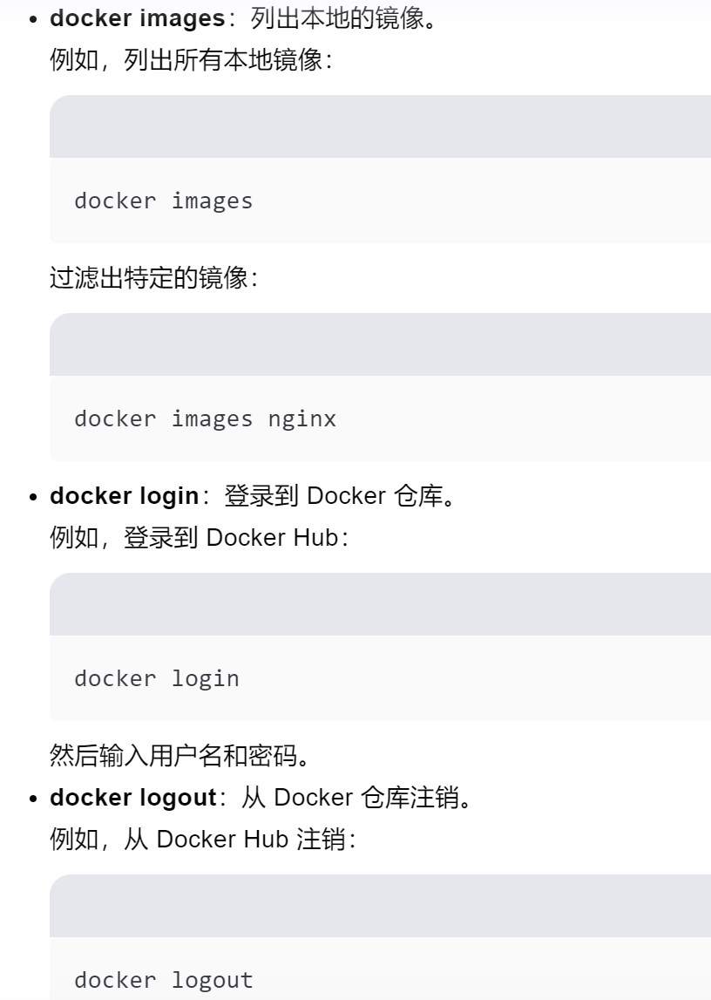 docker images：列出本地的镜像。
例如，列出所有本地镜像：
docker images
过滤出特定的镜像：
docker images nginx
docker login：登录到 Docker 仓库。
例如，登录到 Docker Hub：
docker login
然后输入用户名和密码。
docker logout：从 Docker 仓库注销。
例如，从 Docker Hub 注销：
docker logout